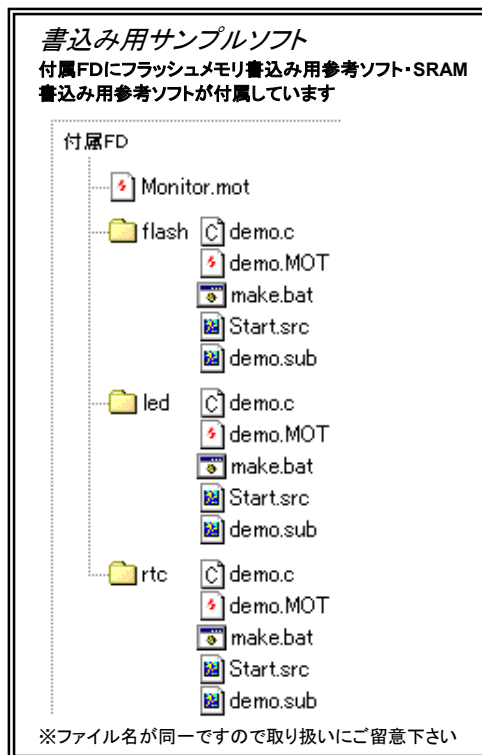 書込み用サンプルソフト
付属FDにフラッシュメモリ書込み用参考ソフト・SRAM
書込み用参考ソフトが付属しています
付属FD
Monitor.mot
flash demo.c
demo.MOT
make.bat
Start.src
demo.sub
led demo.c
demo.MOT
make.bat
Start.src
demo.sub
rtc demo.c
demo.MOT
make.bat
Start.src
demo.sub
※ファイル名が同一ですので取り扱いにご留意下さい